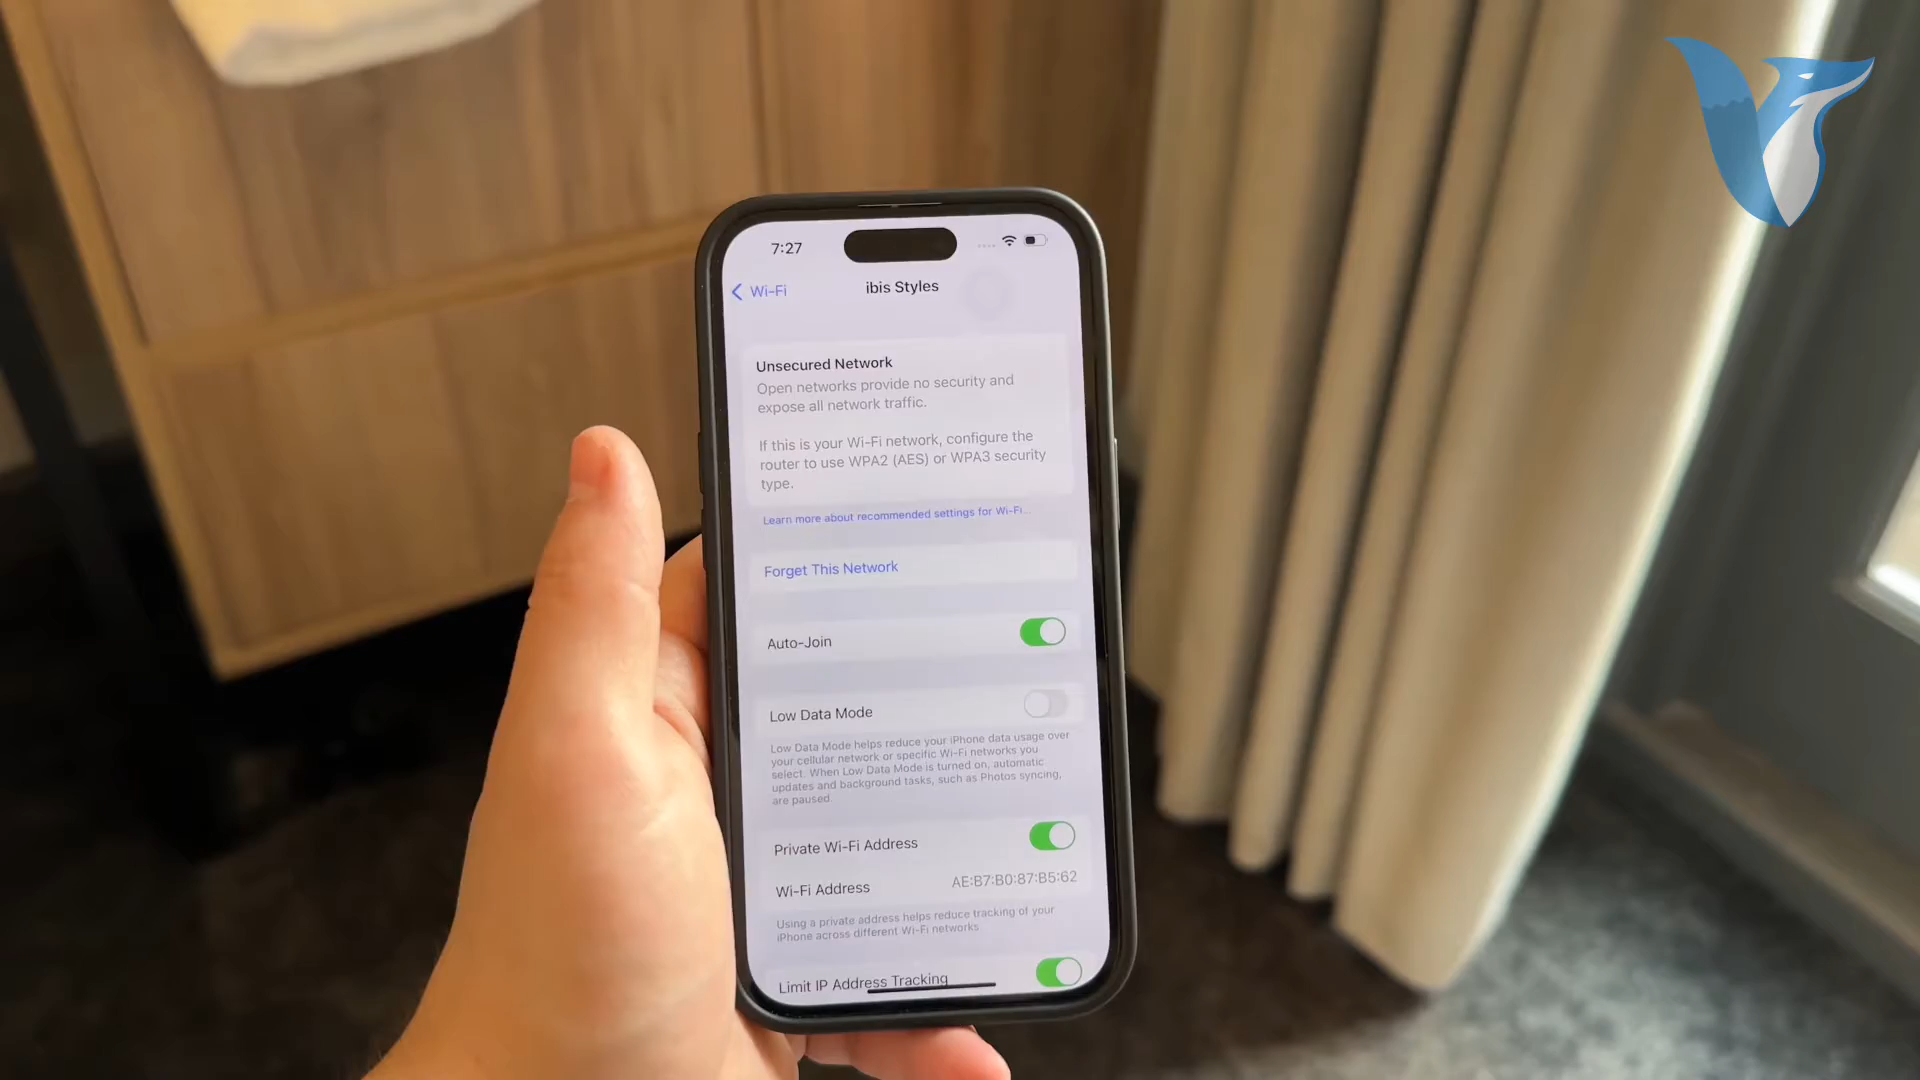 7:27
Wi-Fi
ibis Styles
Unsecured Network
Open networks provide no security and
expose all network traffic.
If this is your Wi-Fi network, configure the
router to use WPA2 (AES) or WPA3 security
type.
Learn more about recommended settings for Wi-Fi...
Forget This Network
Auto-Join
Low Data Mode
Low Data Mode helps reduce your iPhone data usage over
your cellular network or specific Wi-Fi networks you
select. When Low Data Mode is turned on, automatic
updates and background tasks, such as Photos syncing,
are paused.
Private Wi-Fi Address
Wi-Fi Address AE:B7:B0:87:B5:62
Using a private address helps reduce tracking of your
iPhone across different Wi-Fi networks
Limit IP Address Tracking